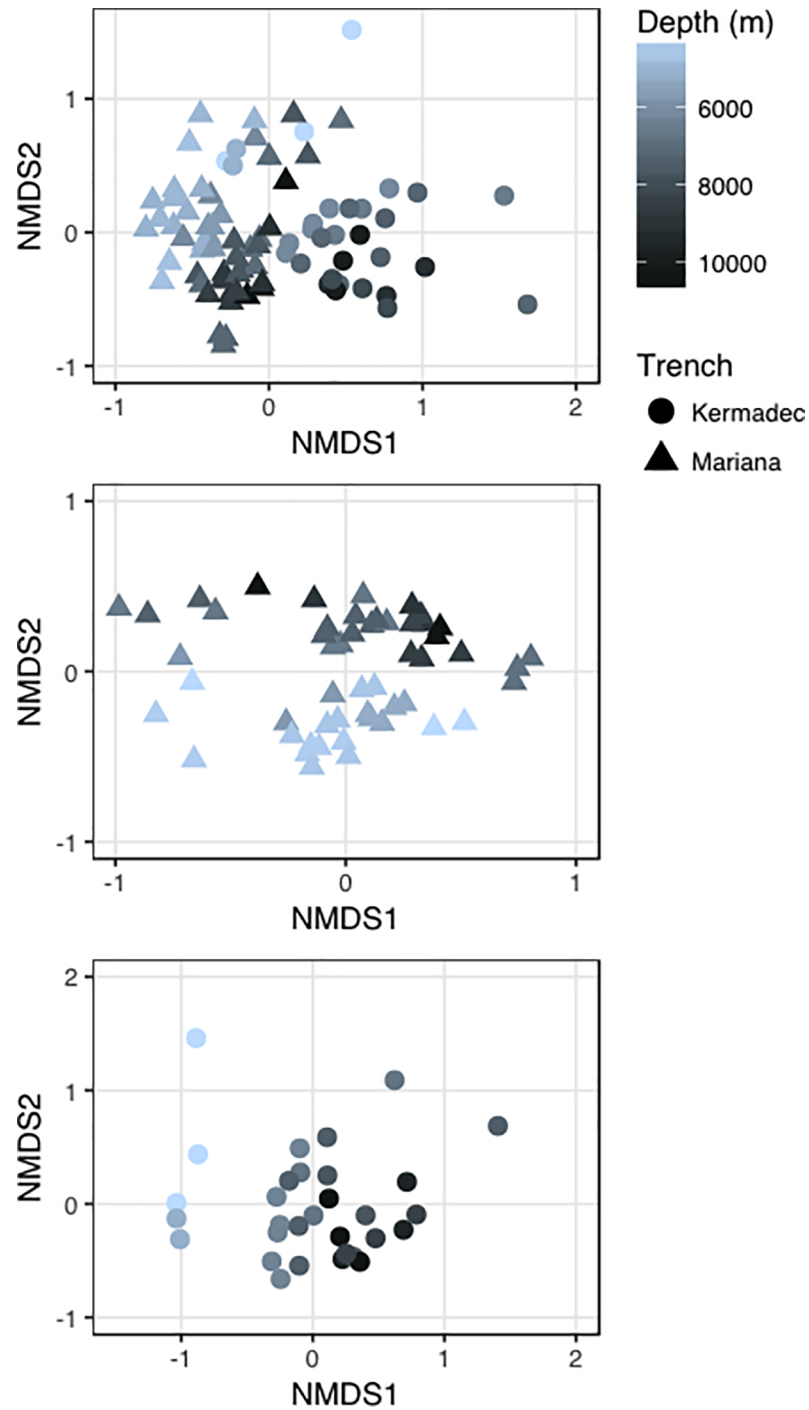 Depth (m)
6000
8000
10000
Trench
Kermadec
Mariana
1
0
-1
NMDS2
-1 0 1 2
NMDS1
1
0
-1
NMDS2
-1 0 1
NMDS1
2
1
0
-1
NMDS2
-1 0 1 2
NMDS1